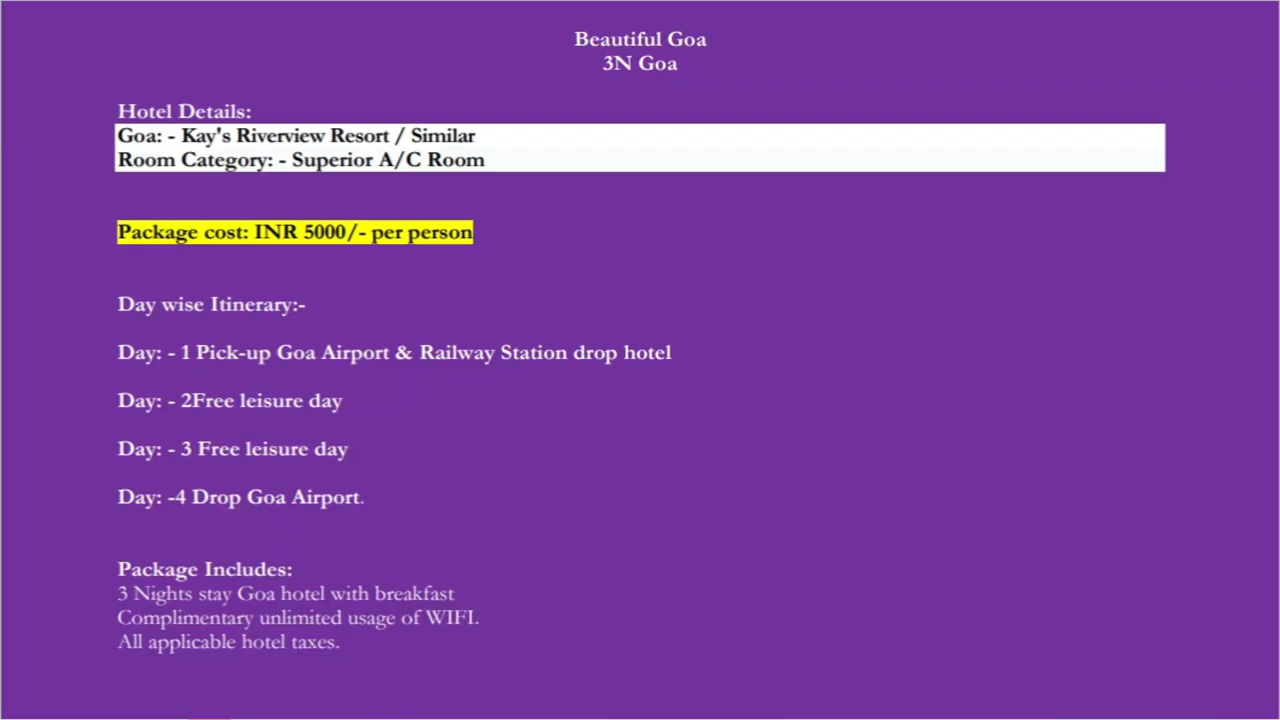 Beautiful Goa
3N Goa
Hotel Details:
Goa: - Kay's Riverview Resort / Similar
Room Category: - Superior A/C Room
Package cost: INR 5000/- per person
Day wise Itinerary:-
Day: - 1 Pick-up Goa Airport & Railway Station drop hotel
Day: - 2Free leisure day
Day: - 3 Free leisure day
Day: -4 Drop Goa Airport.
Package Includes:
3 Nights stay Goa hotel with breakfast
Complimentary unlimited usage of WIFI.
All applicable hotel taxes.